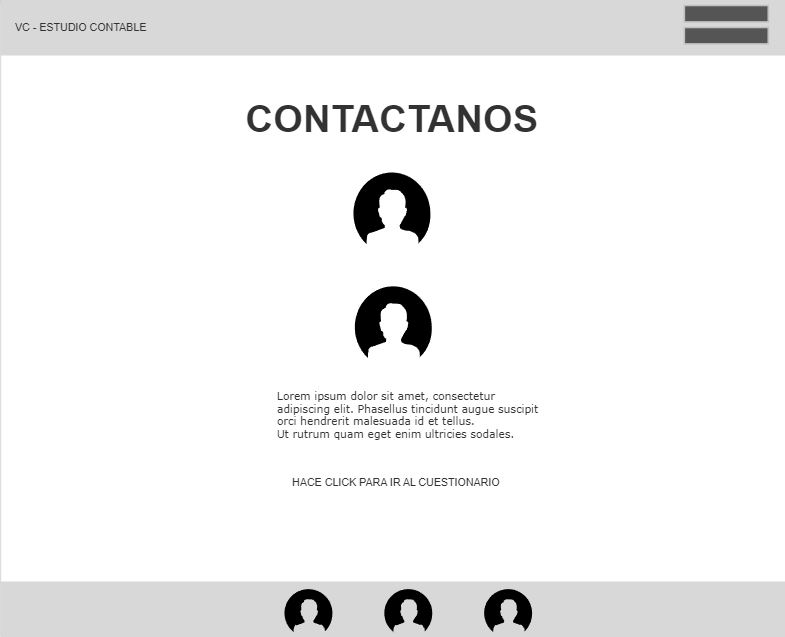 VC - ESTUDIO CONTABLE
CONTACTANOS
Lorem ipsum dolor sit amet, consectetur
adipiscing elit. Phasellus tincidunt augue suscipit
orci hendrerit malesuada id et tellus.
Ut rutrum quam eget enim ultricies sodales.
HACE CLICK PARA IR AL CUESTIONARIO